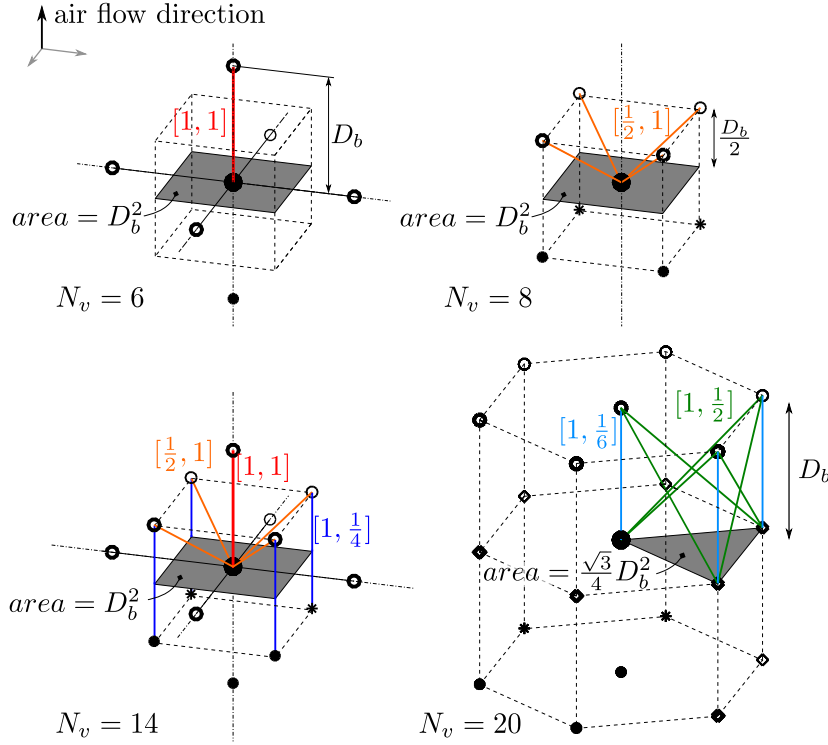 air flow direction
[1, 1]
D_b
area = D_b^2
N_v = 6
[1/2, 1]
D_b/2
area = D_b^2
N_v = 8
[1/2, 1]
[1, 1]
[1, 1/4]
area = D_b^2
N_v = 14
[1, 1/2]
[1, 1/6]
D_b
area = √3/4 D_b^2
N_v = 20